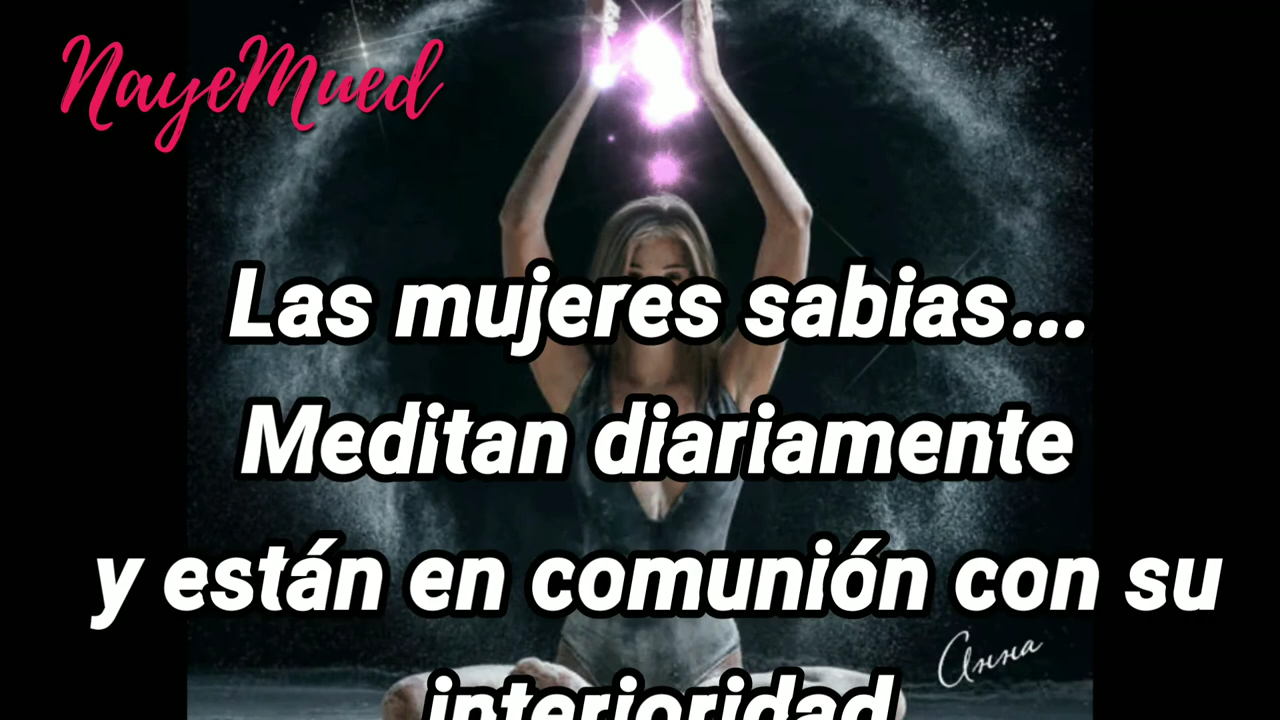 NayeMued
Las mujeres sabias...
Meditan diariamente
y están en comunión con su
interioridad
Анна